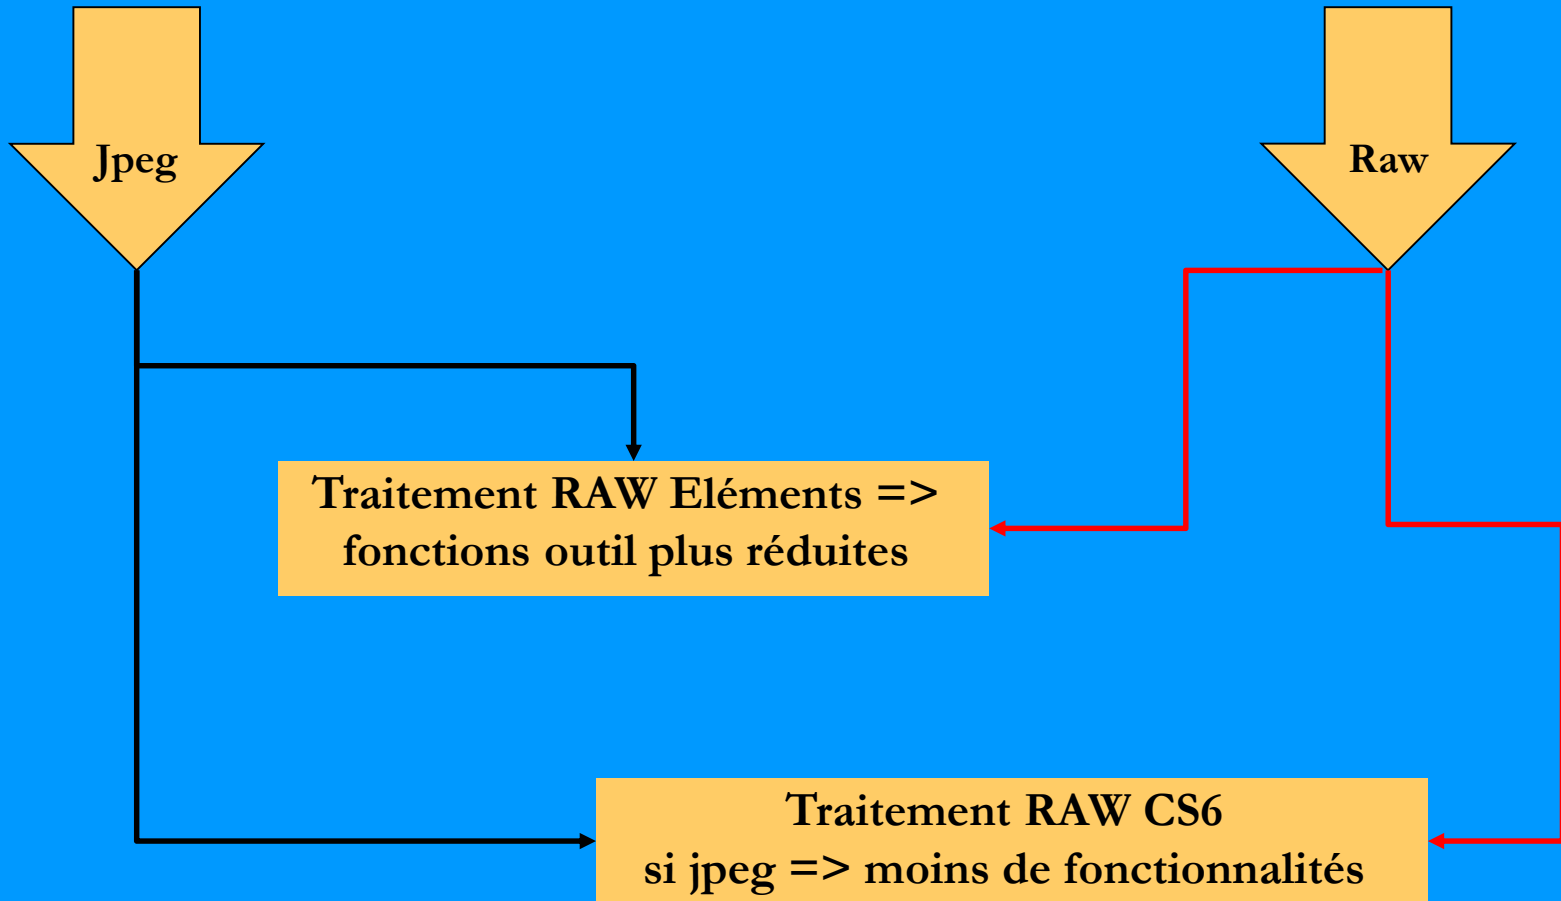 Jpeg
Raw
Traitement RAW Eléments =>
fonctions outil plus réduites
Traitement RAW CS6
si jpeg => moins de fonctionnalités